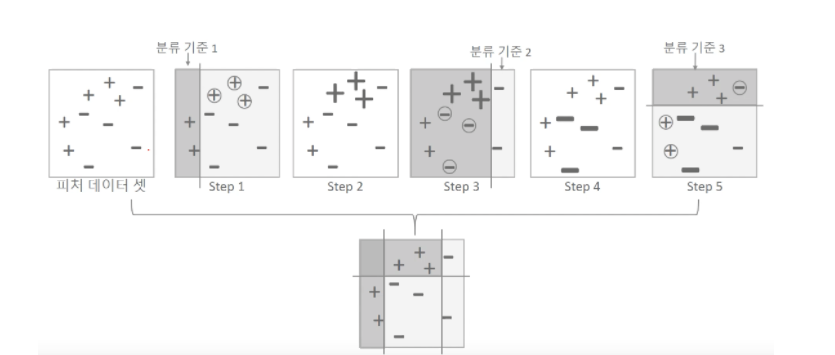 분류 기준 1
분류 기준 2
분류 기준 3
피처 데이터 셋
Step 1
Step 2
Step 3
Step 4
Step 5